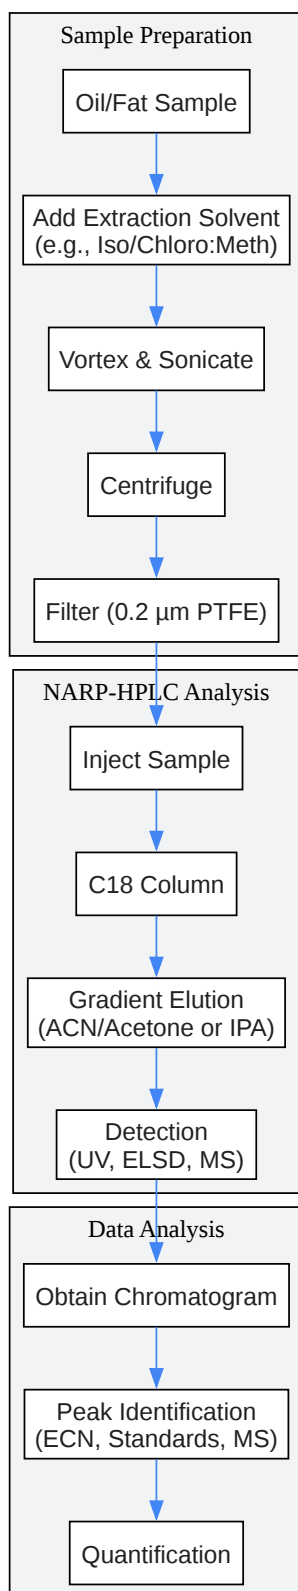 Sample Preparation
Oil/Fat Sample
Add Extraction Solvent
(e.g., Iso/Chloro:Meth)
Vortex & Sonicate
Centrifuge
Filter (0.2 µm PTFE)
NARP-HPLC Analysis
Inject Sample
C18 Column
Gradient Elution
(ACN/Acetone or IPA)
Detection
(UV, ELSD, MS)
Data Analysis
Obtain Chromatogram
Peak Identification
(ECN, Standards, MS)
Quantification